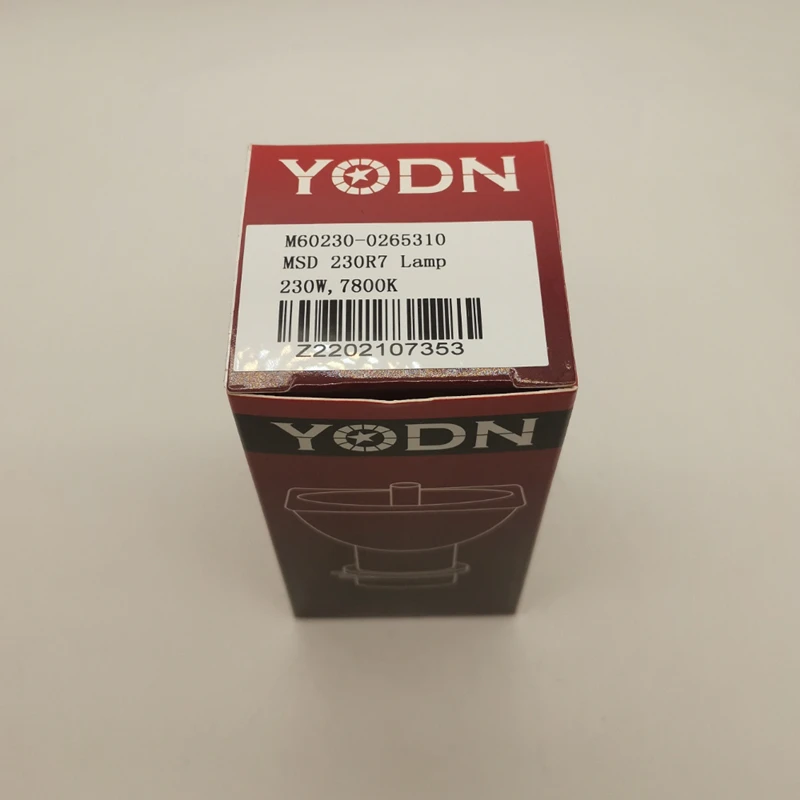 YODN
M60230-0265310
MSD 230R7 Lamp
230W, 7800K
Z2202107353
YODN